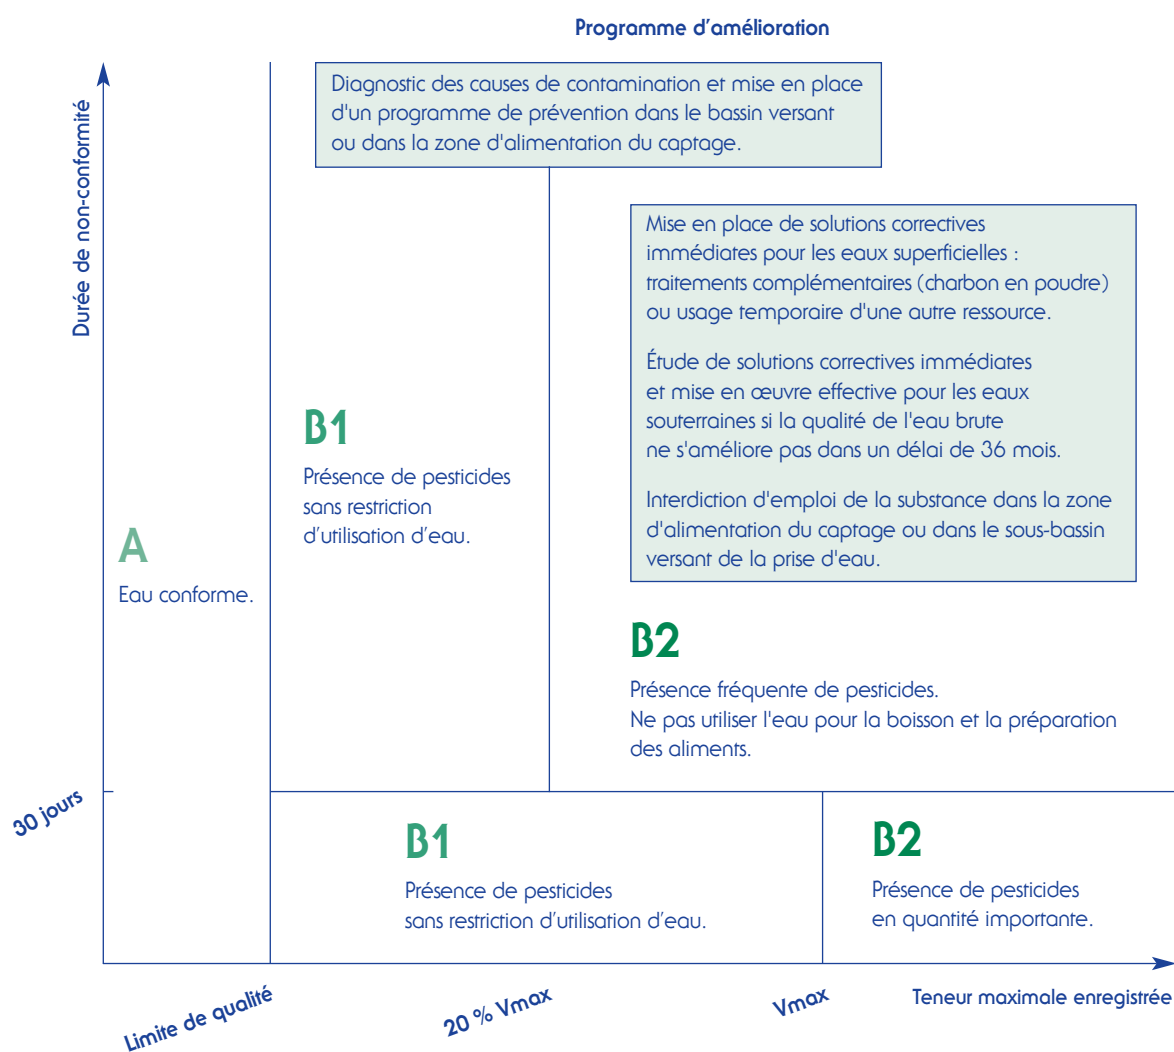 Programme d'amélioration
Durée de non-conformité
Diagnostic des causes de contamination et mise en place
d'un programme de prévention dans le bassin versant
ou dans la zone d'alimentation du captage.
Mise en place de solutions correctives
immédiates pour les eaux superficielles :
traitements complémentaires (charbon en poudre)
ou usage temporaire d'une autre ressource.
Étude de solutions correctives immédiates
et mise en œuvre effective pour les eaux
souterraines si la qualité de l'eau brute
ne s'améliore pas dans un délai de 36 mois.
Interdiction d'emploi de la substance dans la zone
d'alimentation du captage ou dans le sous-bassin
versant de la prise d'eau.
B1
Présence de pesticides
sans restriction
d'utilisation d'eau.
A
Eau conforme.
B2
Présence fréquente de pesticides.
Ne pas utiliser l'eau pour la boisson et la préparation
des aliments.
30 jours
B1
Présence de pesticides
sans restriction d'utilisation d'eau.
B2
Présence de pesticides
en quantité importante.
Limite de qualité
20 % Vmax
Vmax
Teneur maximale enregistrée